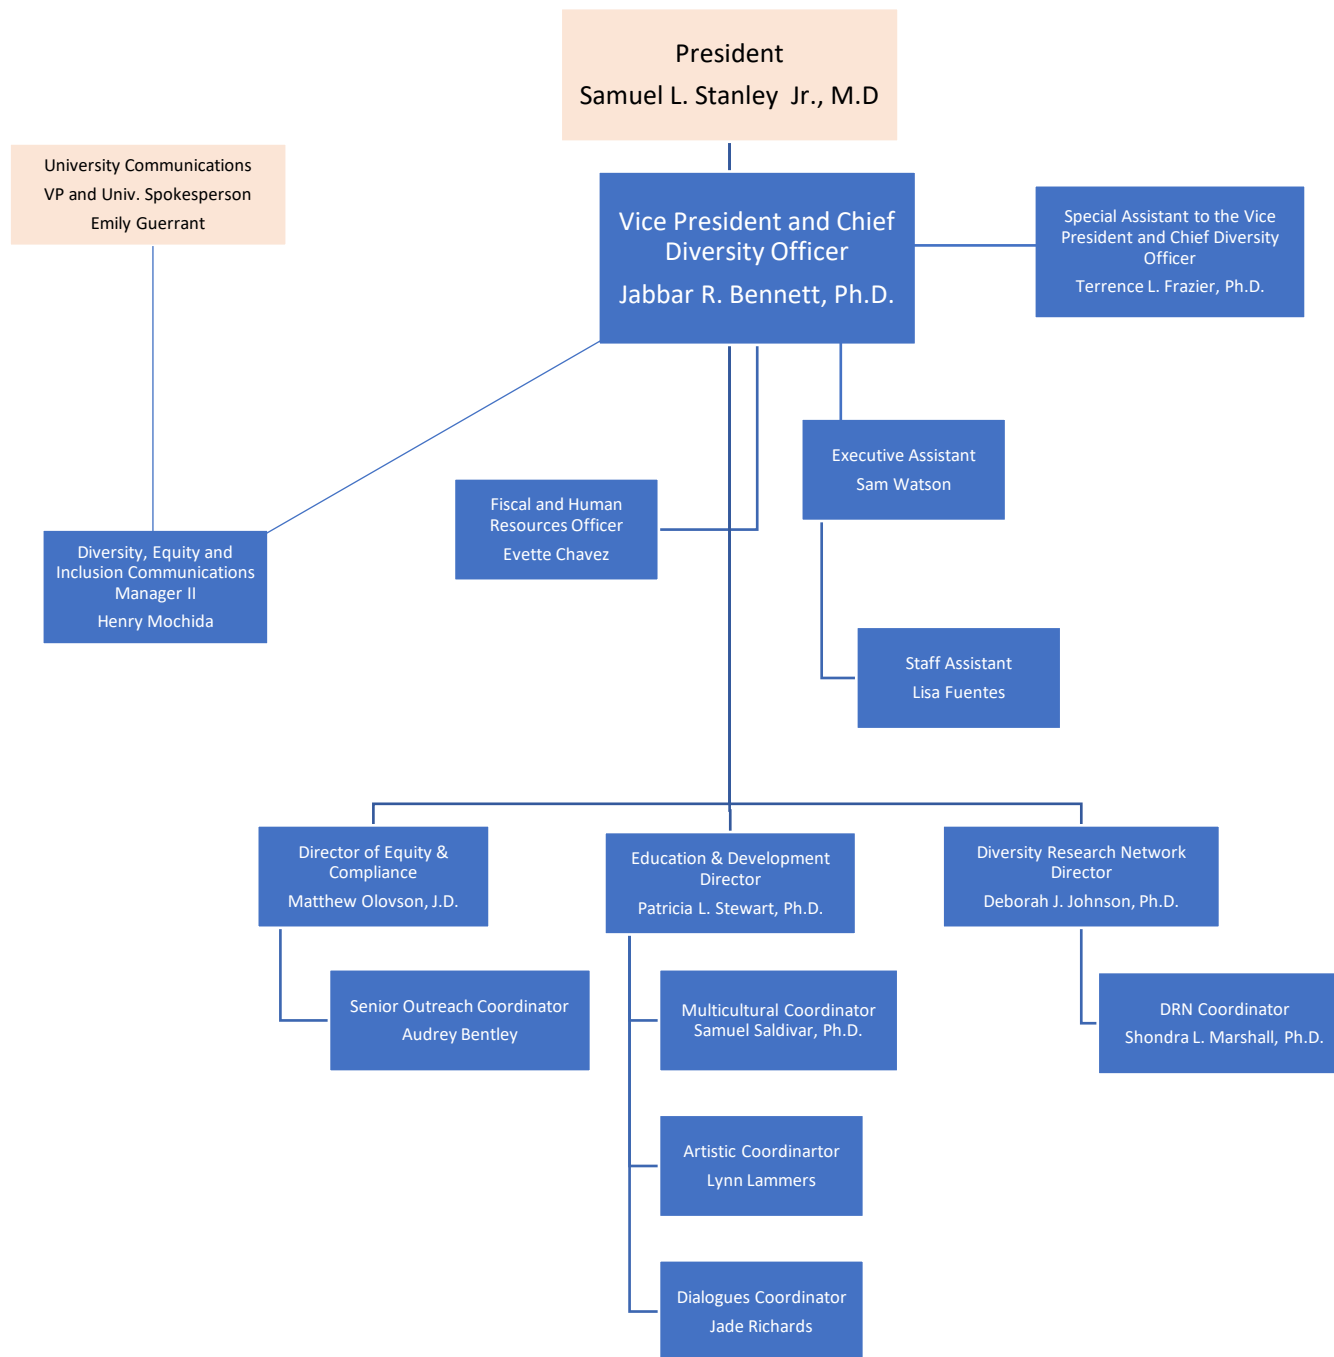 President
Samuel L. Stanley  Jr., M.D
University Communications
VP and Univ. Spokesperson
Emily Guerrant
Vice President and Chief
Diversity Officer
Jabbar R. Bennett, Ph.D.
Special Assistant to the Vice
President and Chief Diversity
Officer
Terrence L. Frazier, Ph.D.
Executive Assistant
Sam Watson
Fiscal and Human
Resources Officer
Evette Chavez
Diversity, Equity and
Inclusion Communications
Manager II
Henry Mochida
Staff Assistant
Lisa Fuentes
Director of Equity &
Compliance
Matthew Olovson, J.D.
Education & Development
Director
Patricia L. Stewart, Ph.D.
Diversity Research Network
Director
Deborah J. Johnson, Ph.D.
Senior Outreach Coordinator
Audrey Bentley
Multicultural Coordinator
Samuel Saldivar, Ph.D.
DRN Coordinator
Shondra L. Marshall, Ph.D.
Artistic Coordinartor
Lynn Lammers
Dialogues Coordinator
Jade Richards